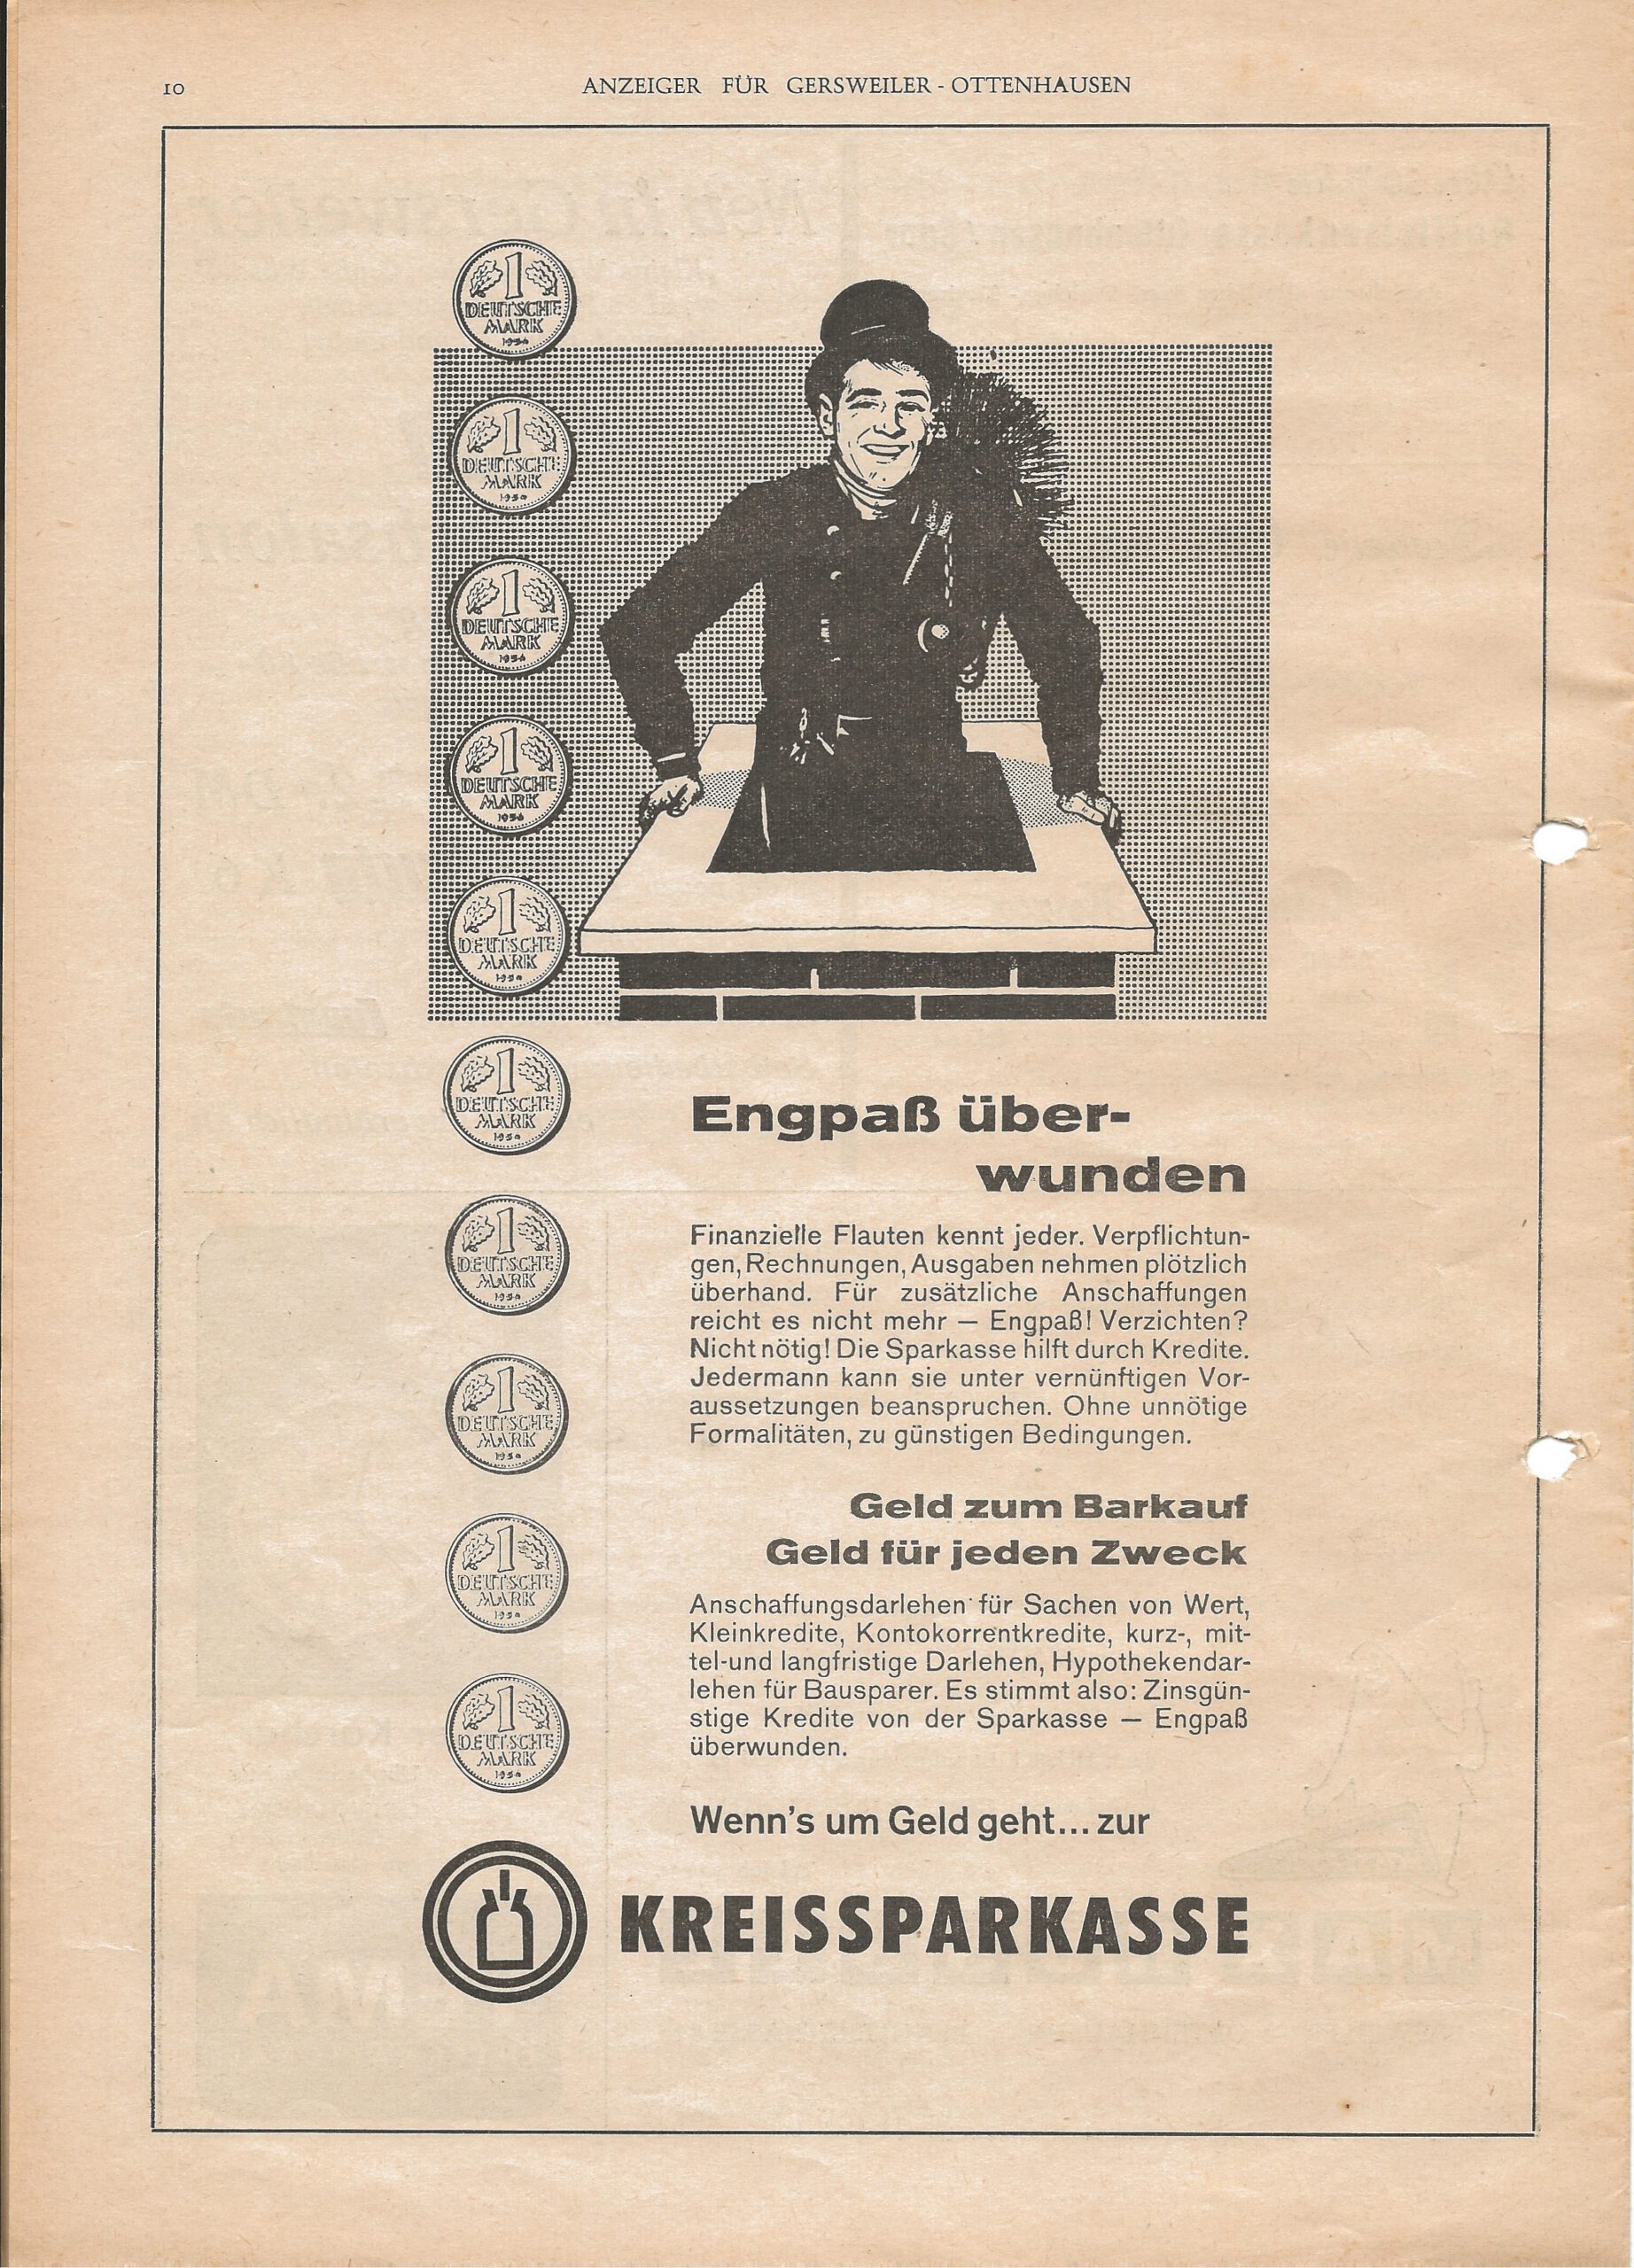 10
ANZEIGER FÜR GERSWEILER - OTTENHAUSEN
1
DEUTSCHE
MARK
1
DEUTSCHE
MARK
1
DEUTSCHE
MARK
1
DEUTSCHE
MARK
1
DEUTSCHE
MARK
1
DEUTSCHE
MARK
1
DEUTSCHE
MARK
1
DEUTSCHE
MARK
1
DEUTSCHE
MARK
1
DEUTSCHE
MARK
Engpaß über-
wunden
Finanzielle Flauten kennt jeder. Verpflichtun-
gen, Rechnungen, Ausgaben nehmen plötzlich
überhand. Für zusätzliche Anschaffungen
reicht es nicht mehr — Engpaß! Verzichten?
Nicht nötig! Die Sparkasse hilft durch Kredite.
Jedermann kann sie unter vernünftigen Vor-
aussetzungen beanspruchen. Ohne unnötige
Formalitäten, zu günstigen Bedingungen.
Geld zum Barkauf
Geld für jeden Zweck
Anschaffungsdarlehen für Sachen von Wert,
Kleinkredite, Kontokorrentkredite, kurz-, mit-
tel-und langfristige Darlehen, Hypothekendar-
lehen für Bausparer. Es stimmt also: Zinsgün-
stige Kredite von der Sparkasse — Engpaß
überwunden.
Wenn's um Geld geht... zur
KREISSPARKASSE